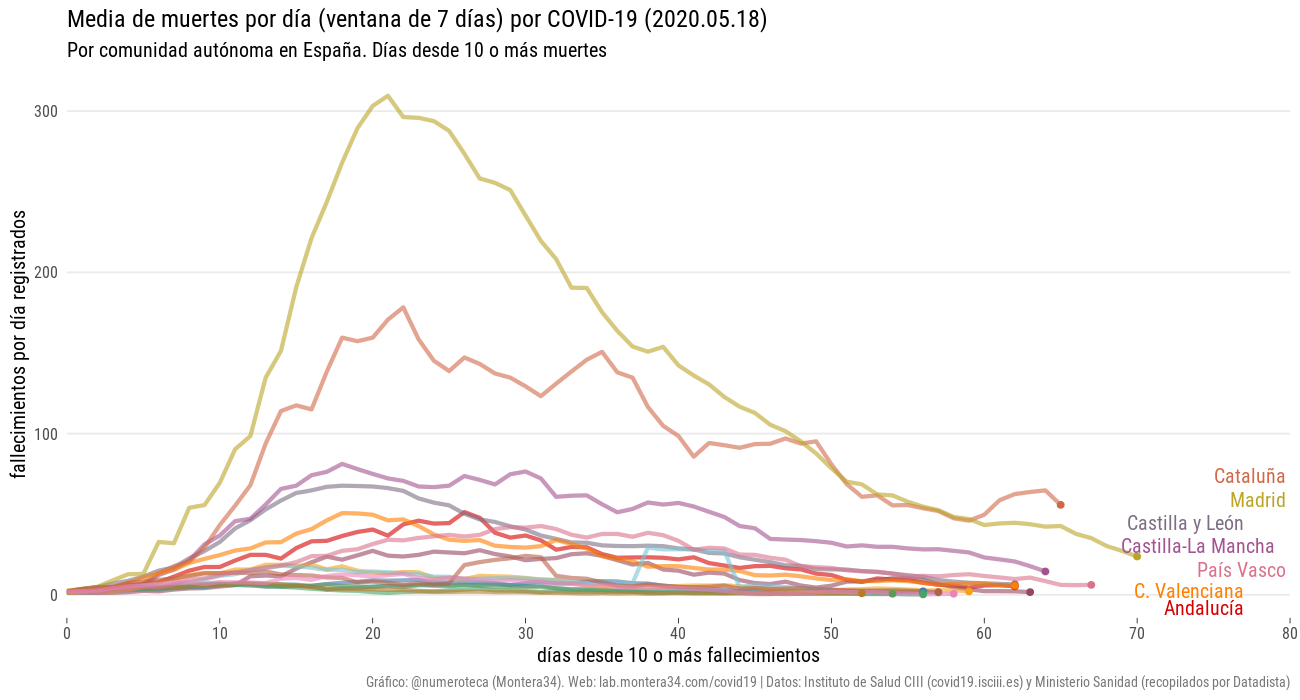 Media de muertes por día (ventana de 7 días) por COVID-19 (2020.05.18)
Por comunidad autónoma en España. Días desde 10 o más muertes
fallecimientos por día registrados
300
200
100
0
Cataluña
Madrid
Castilla y León
Castilla-La Mancha
País Vasco
C. Valenciana
Andalucía
0 10 20 30 40 50 60 70 80
días desde 10 o más fallecimientos
Gráfico: @numeroteca (Montera34). Web: lab.montera34.com/covid19 | Datos: Instituto de Salud CIII (covid19.isciii.es) y Ministerio Sanidad (recopilados por Datadista)